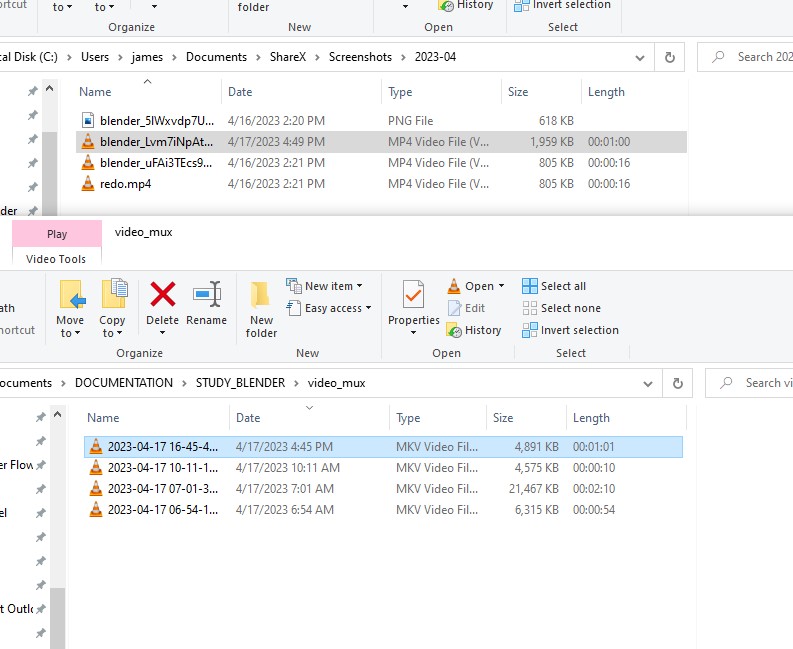 ortcut to to
folder History Invert selection
Organize New Open Select
cal Disk (C:) > Users > james > Documents > ShareX > Screenshots > 2023-04 Search 202
Name Date Type Size Length
blender_5IWxvdp7U... 4/16/2023 2:20 PM PNG File 618 KB
blender_Lvm7iNpAt... 4/17/2023 4:49 PM MP4 Video File (V... 1,959 KB 00:01:00
blender_uFAi3TEcs9... 4/16/2023 2:21 PM MP4 Video File (V... 805 KB 00:00:16
redo.mp4 4/16/2023 2:21 PM MP4 Video File (V... 805 KB 00:00:16
der
Play video_mux
Video Tools
New item Open Select all
ath Easy access Edit Select none
ortcut Move to Copy to Delete Rename New folder Properties History Invert selection
Organize New Open Select
ocuments > DOCUMENTATION > STUDY_BLENDER > video_mux Search vi
Name Date Type Size Length
2023-04-17 16-45-4... 4/17/2023 4:45 PM MKV Video Fil... 4,891 KB 00:01:01
er Flow 2023-04-17 10-11-1... 4/17/2023 10:11 AM MKV Video Fil... 4,575 KB 00:00:10
2023-04-17 07-01-3... 4/17/2023 7:01 AM MKV Video Fil... 21,467 KB 00:02:10
el 2023-04-17 06-54-1... 4/17/2023 6:54 AM MKV Video Fil... 6,315 KB 00:00:54
t Outlo